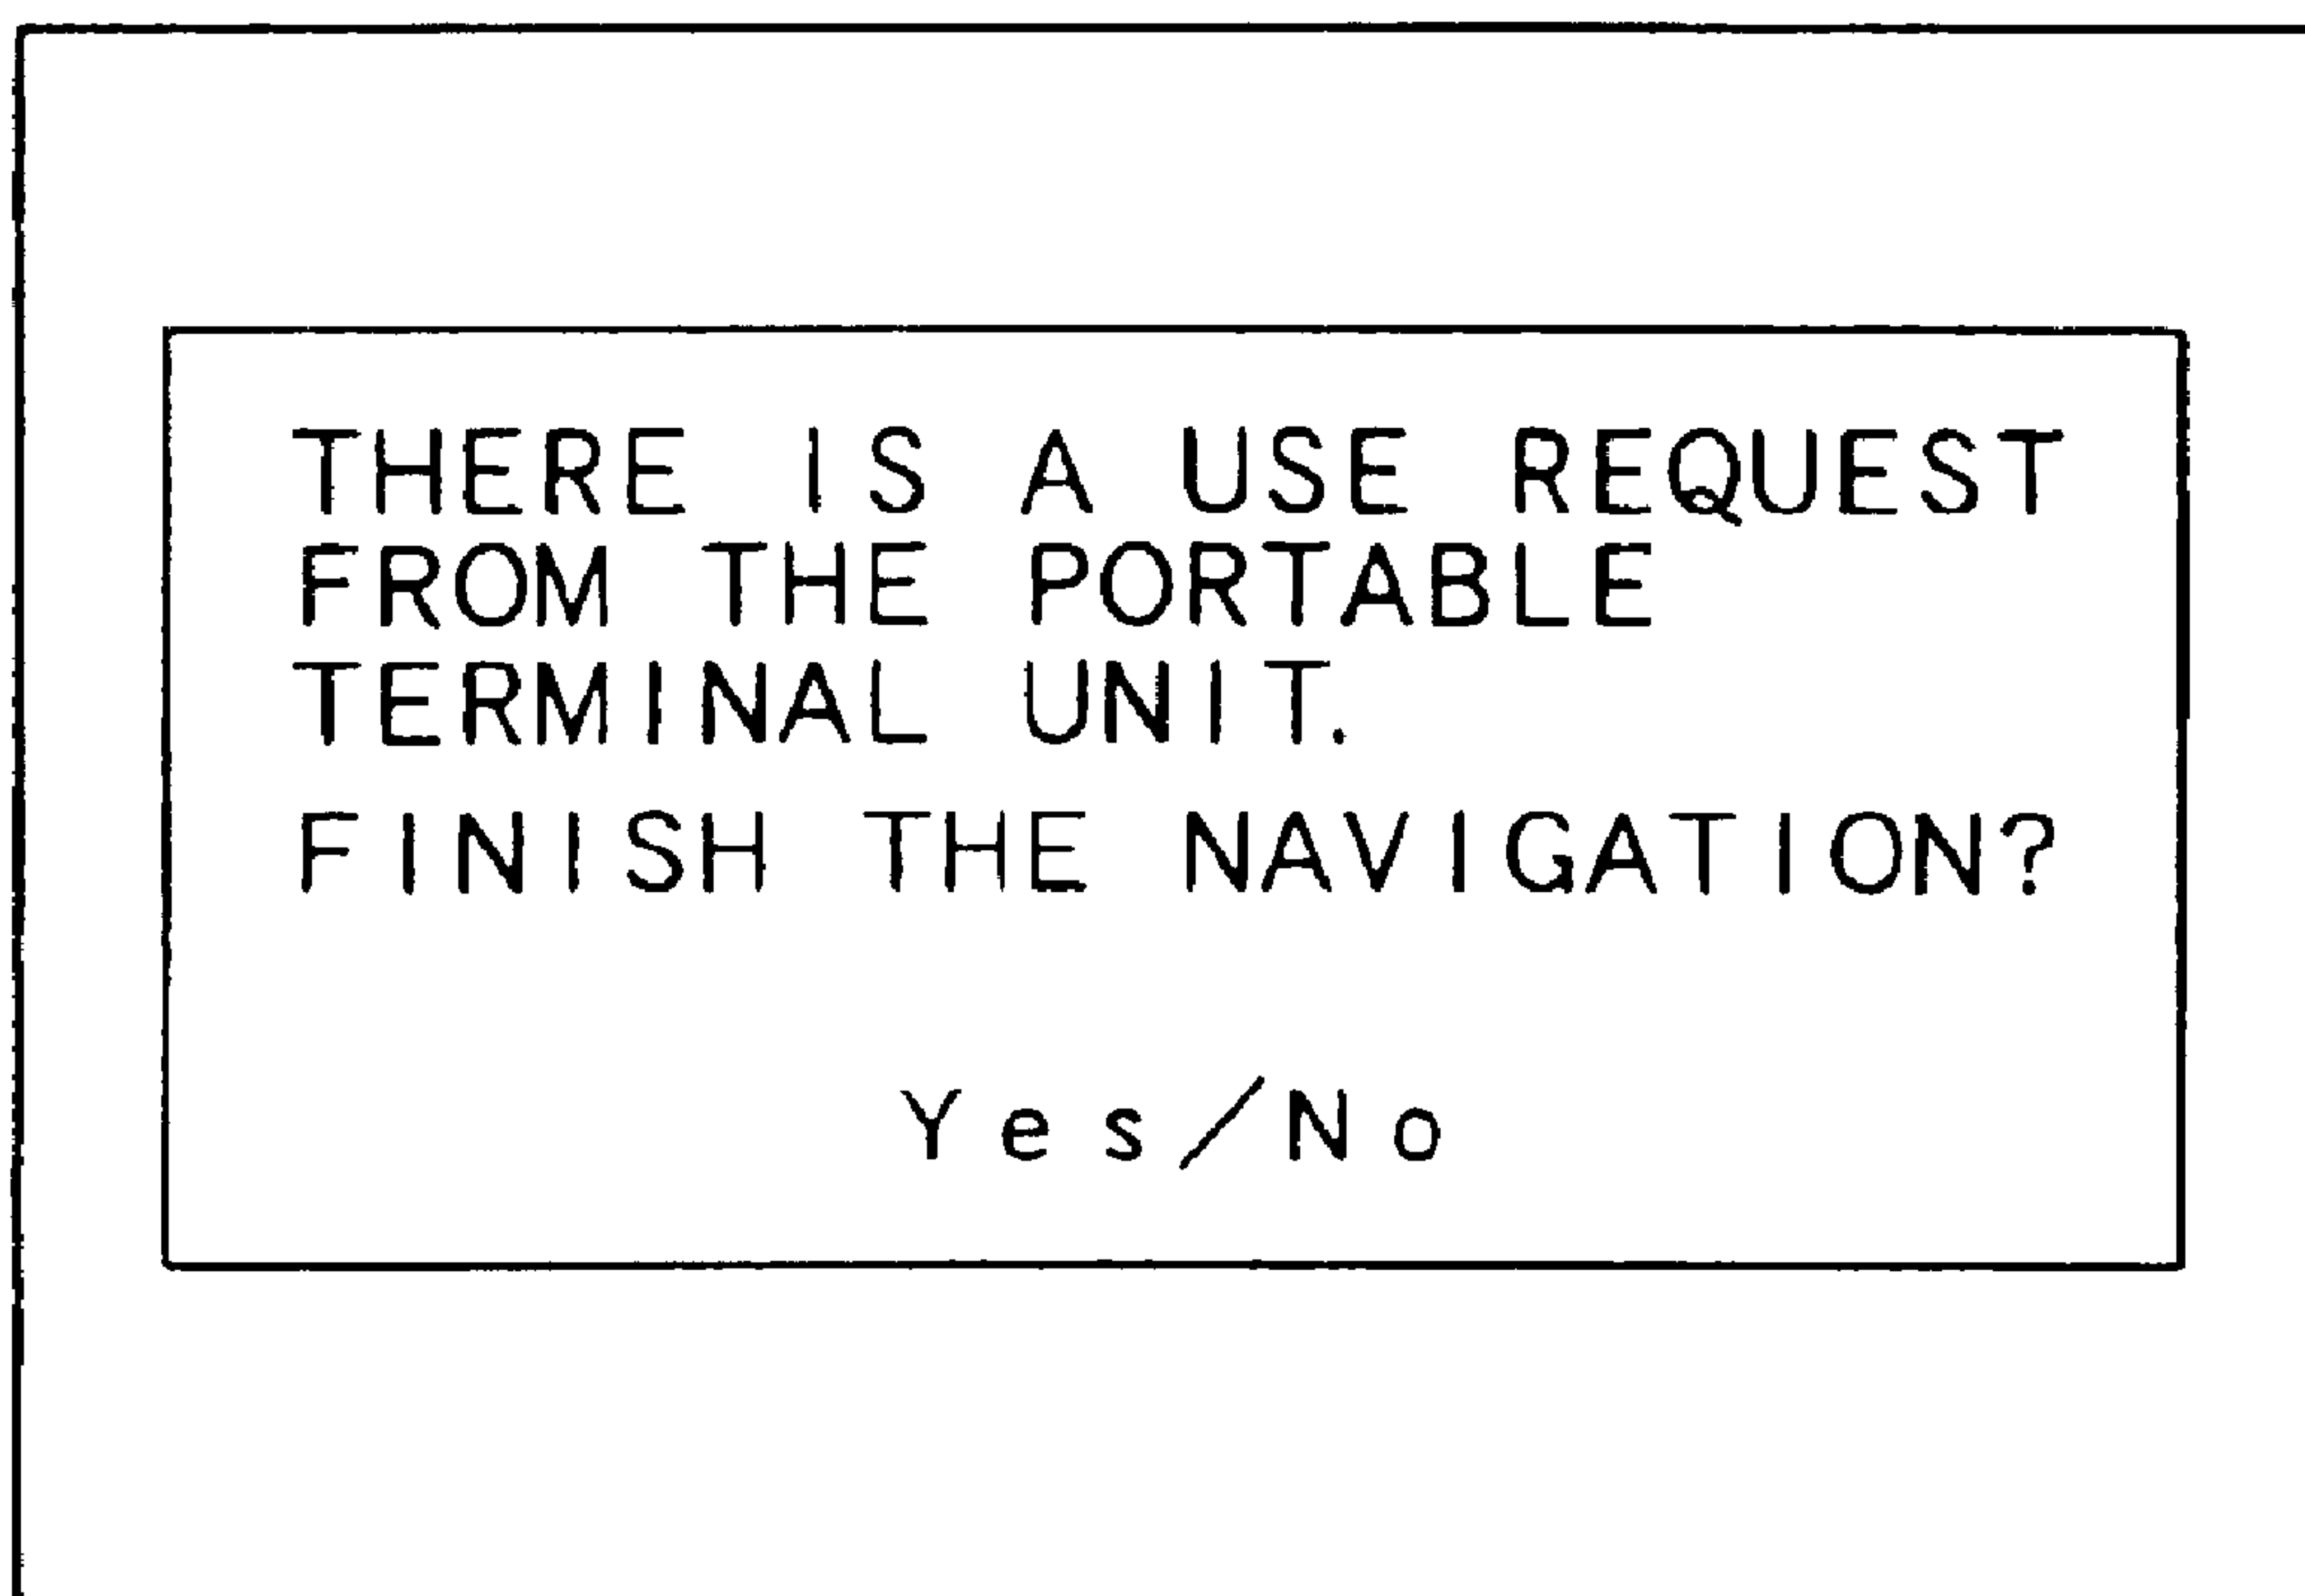 THERE IS A USE REQUEST
FROM THE PORTABLE
TERMINAL UNIT.
FINISH THE NAVIGATION?
Yes/No